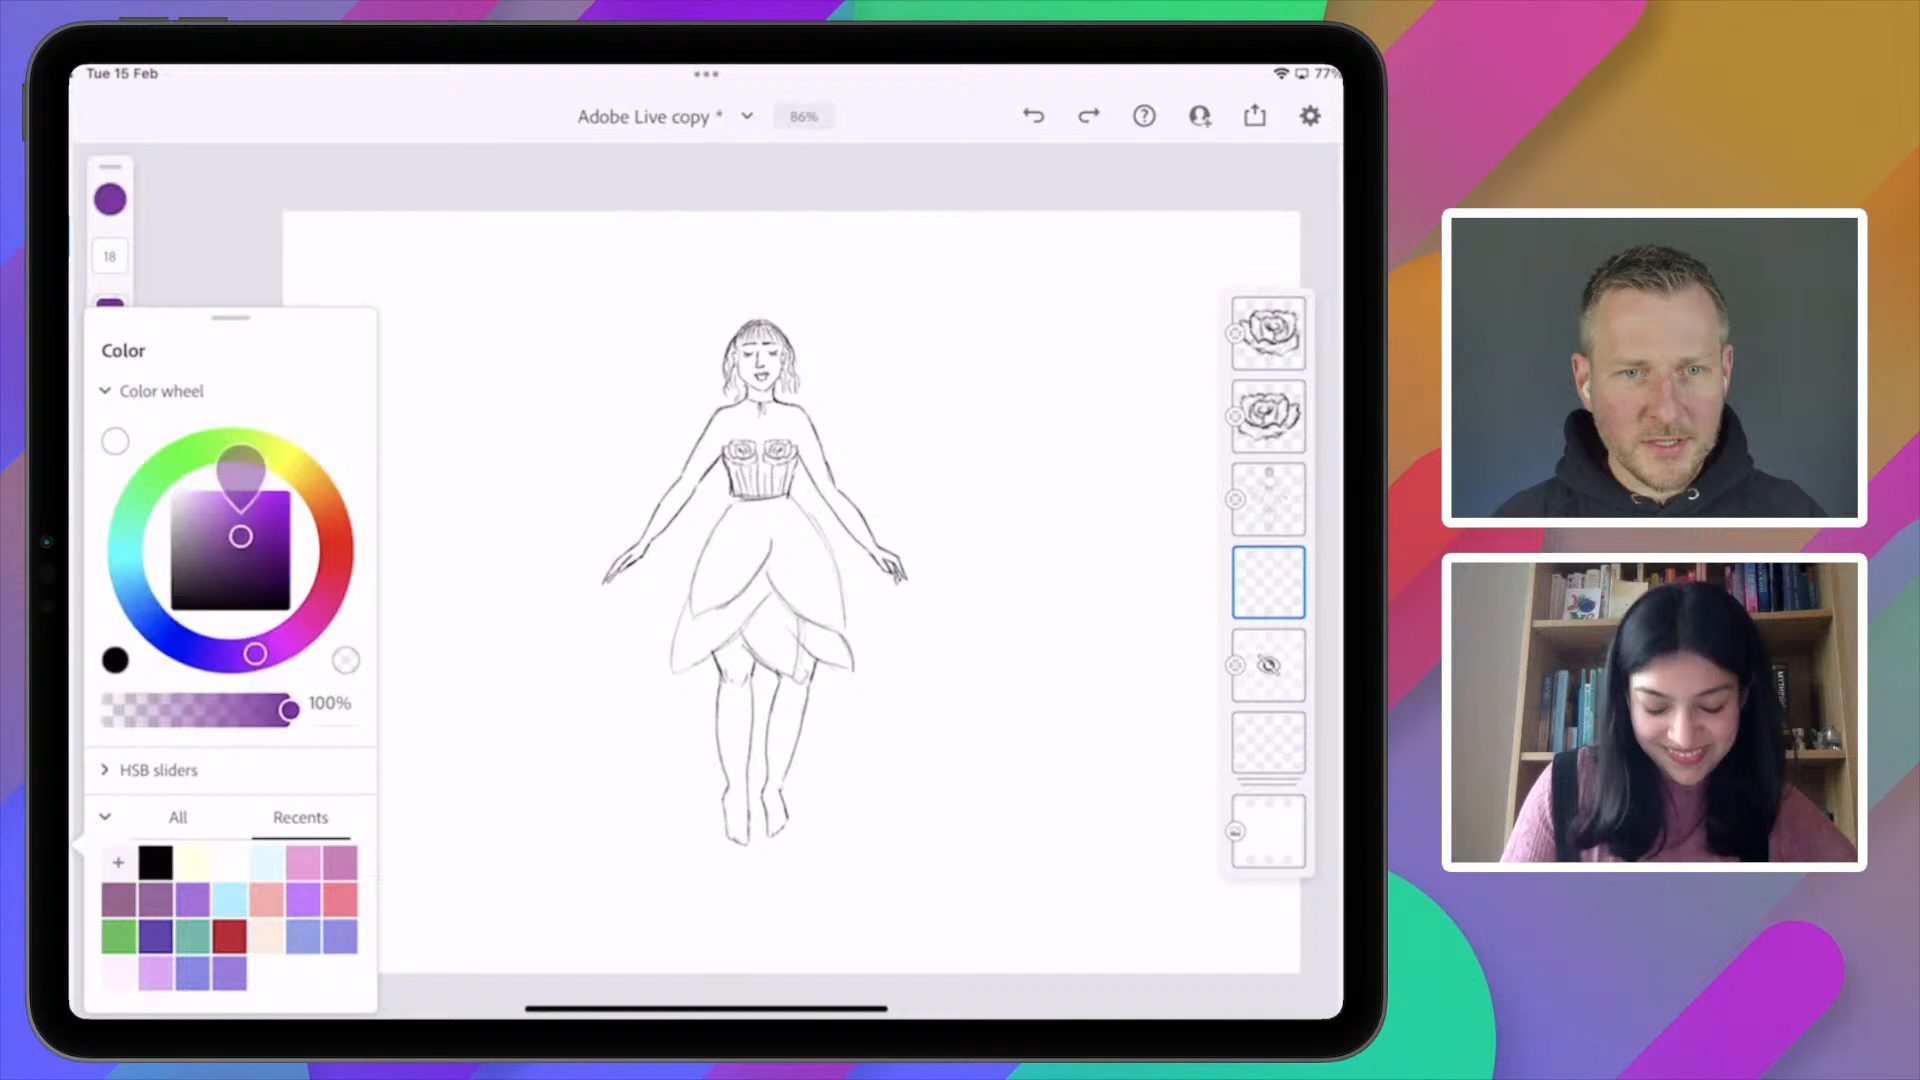 Tue 15 Feb
77%
Adobe Live copy *
86%
18
Color
Color wheel
100%
HSB sliders
All
Recents